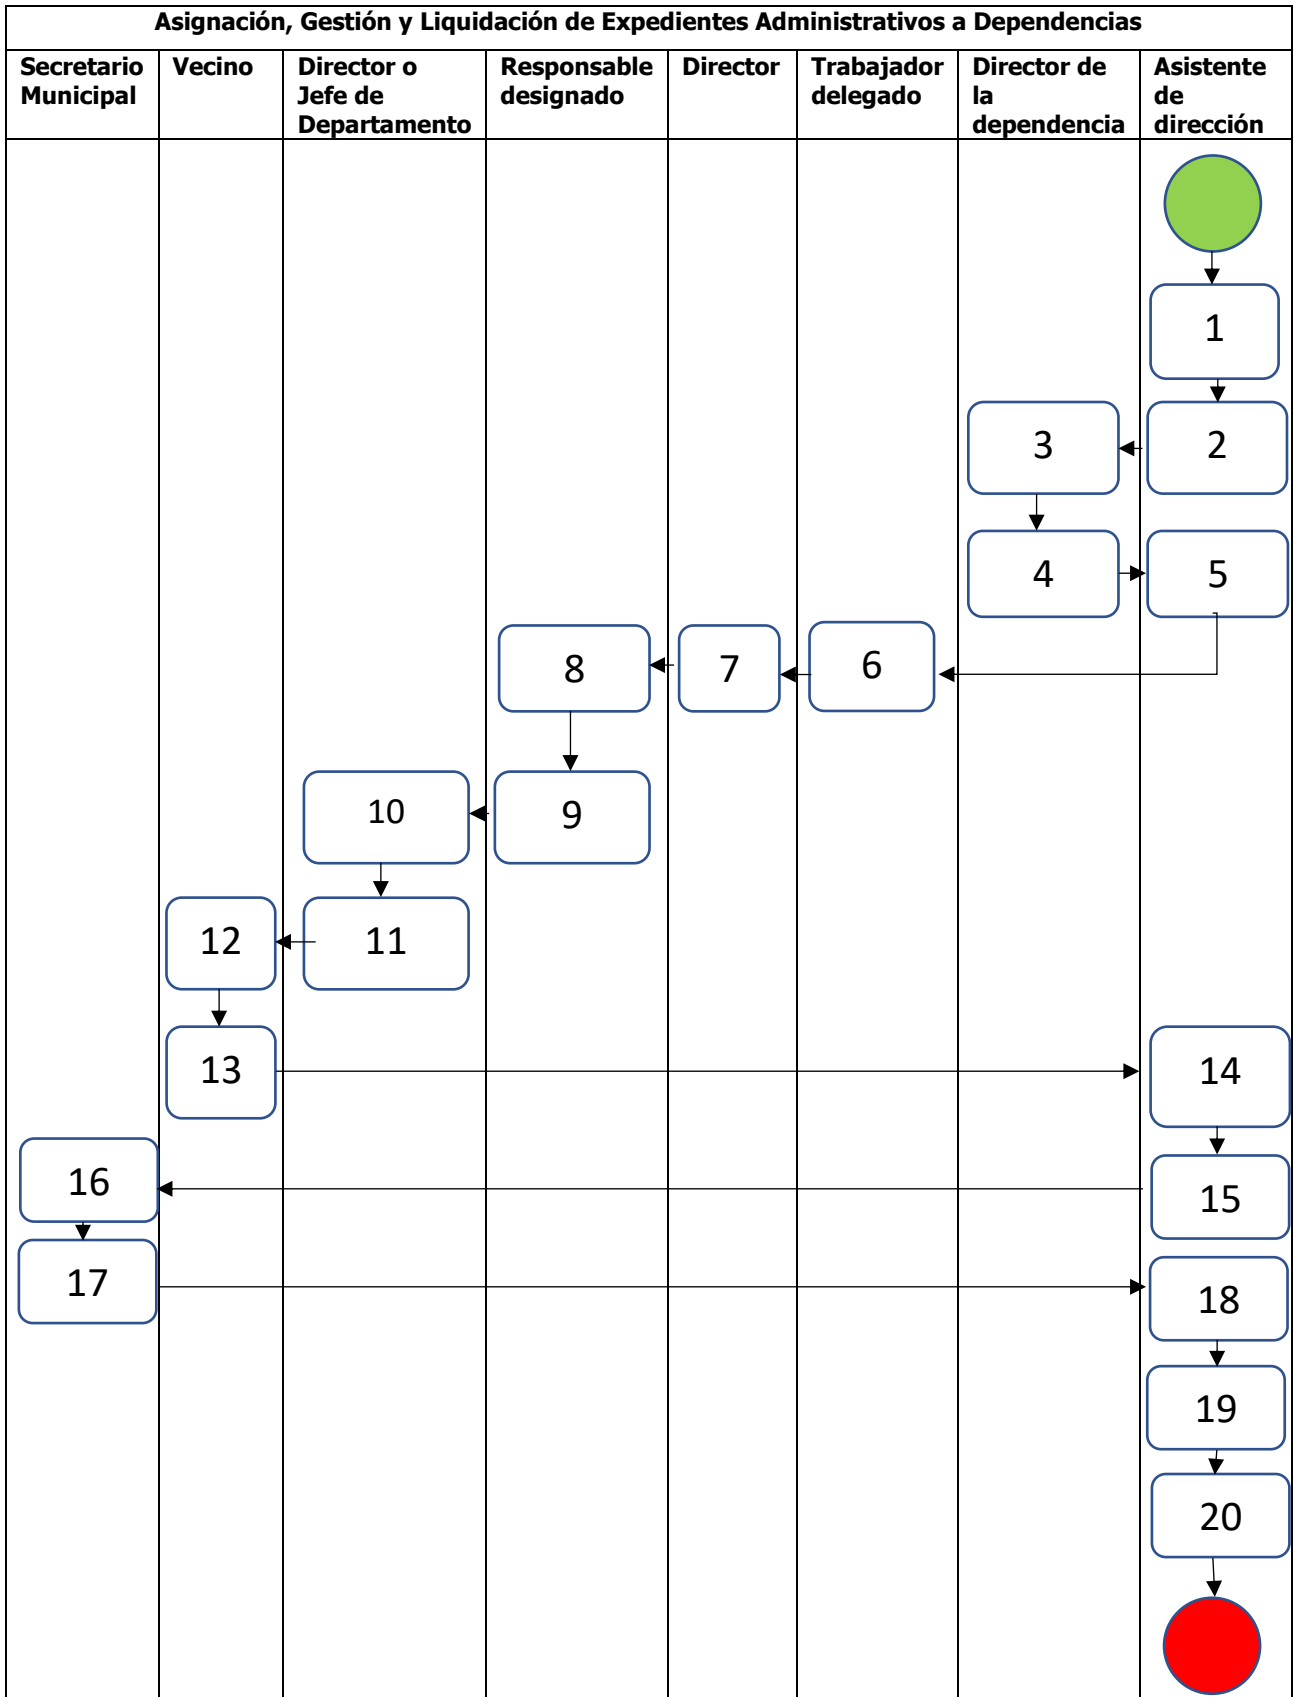 Asignación, Gestión y Liquidación de Expedientes Administrativos a Dependencias
Secretario
Municipal
Vecino
Director o
Jefe de
Departamento
Responsable
designado
Director
Trabajador
delegado
Director de
la
dependencia
Asistente
de
dirección
1
3
2
4
5
8
7
6
10
9
12
11
13
14
16
15
17
18
19
20